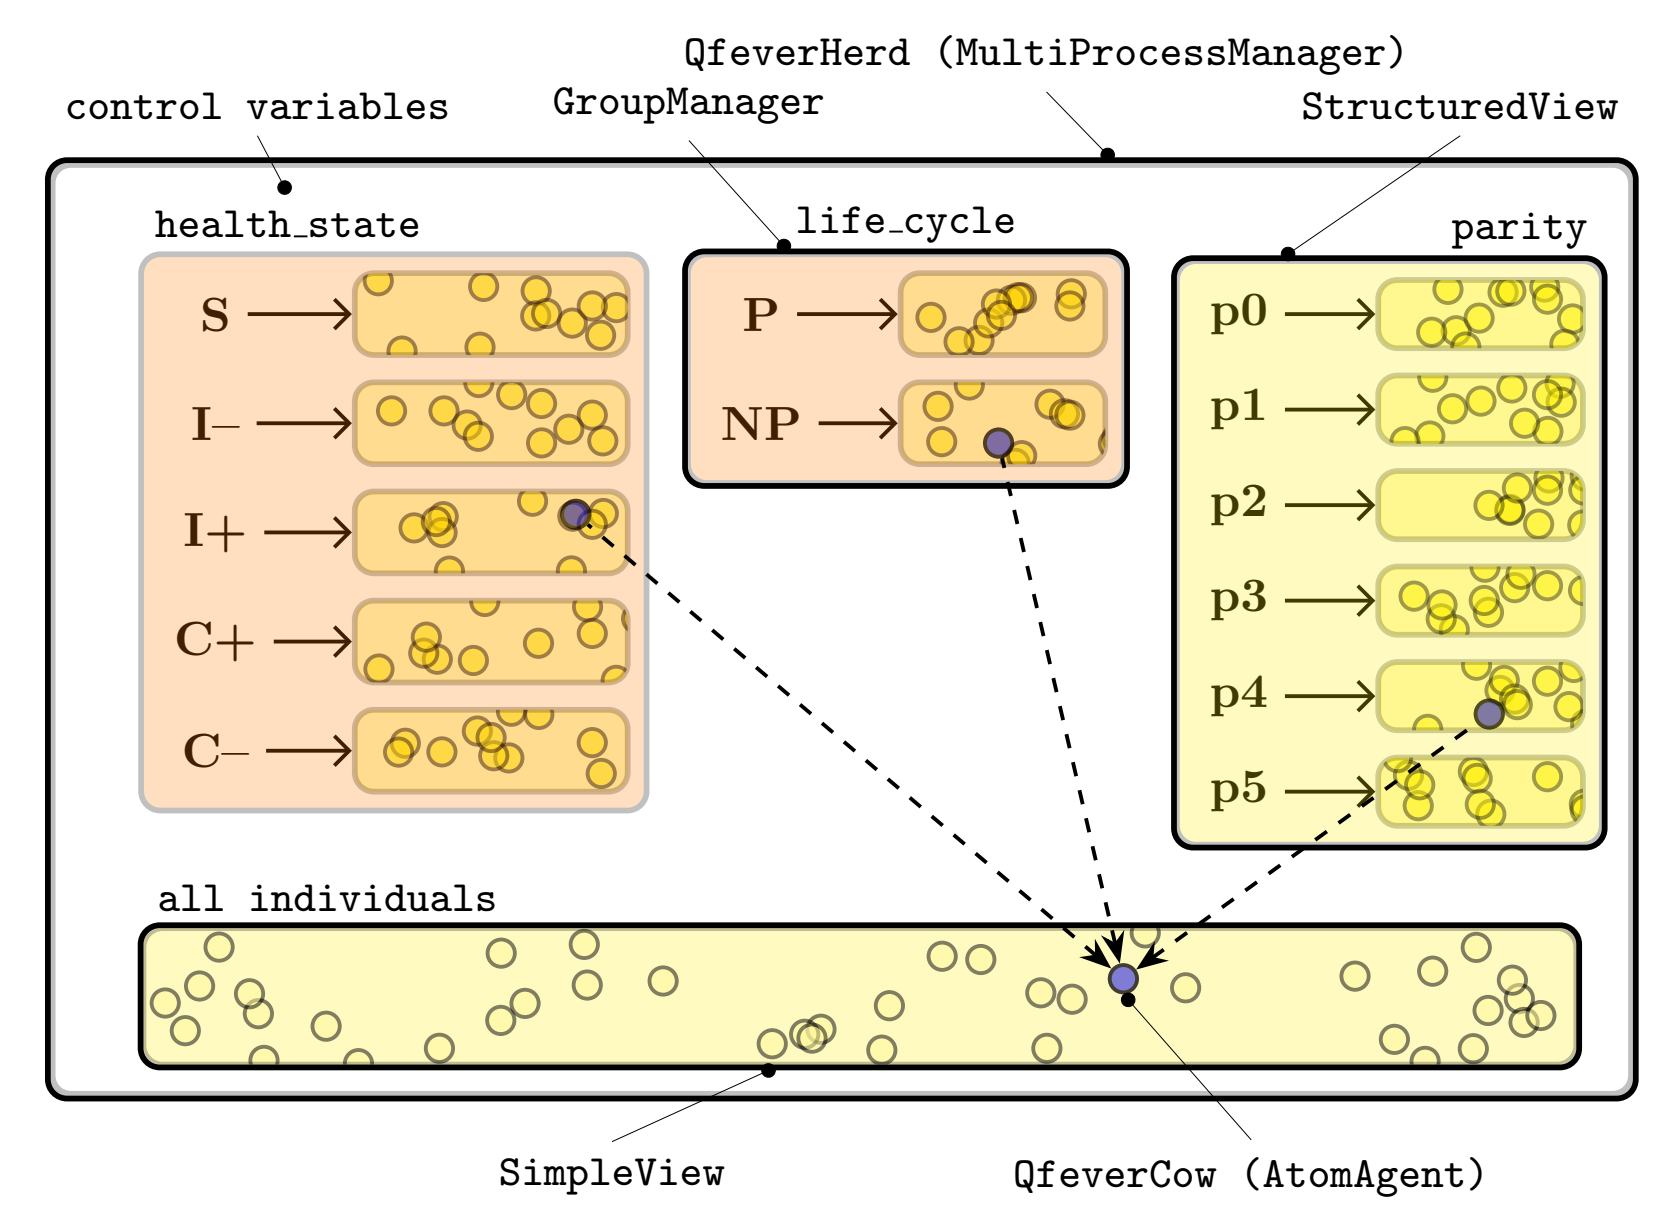 QfeverHerd (MultiProcessManager)
control variables
GroupManager
StructuredView
health_state
life_cycle
parity
S
I–
I+
C+
C–
P
NP
p0
p1
p2
p3
p4
p5
all individuals
SimpleView
QfeverCow (AtomAgent)